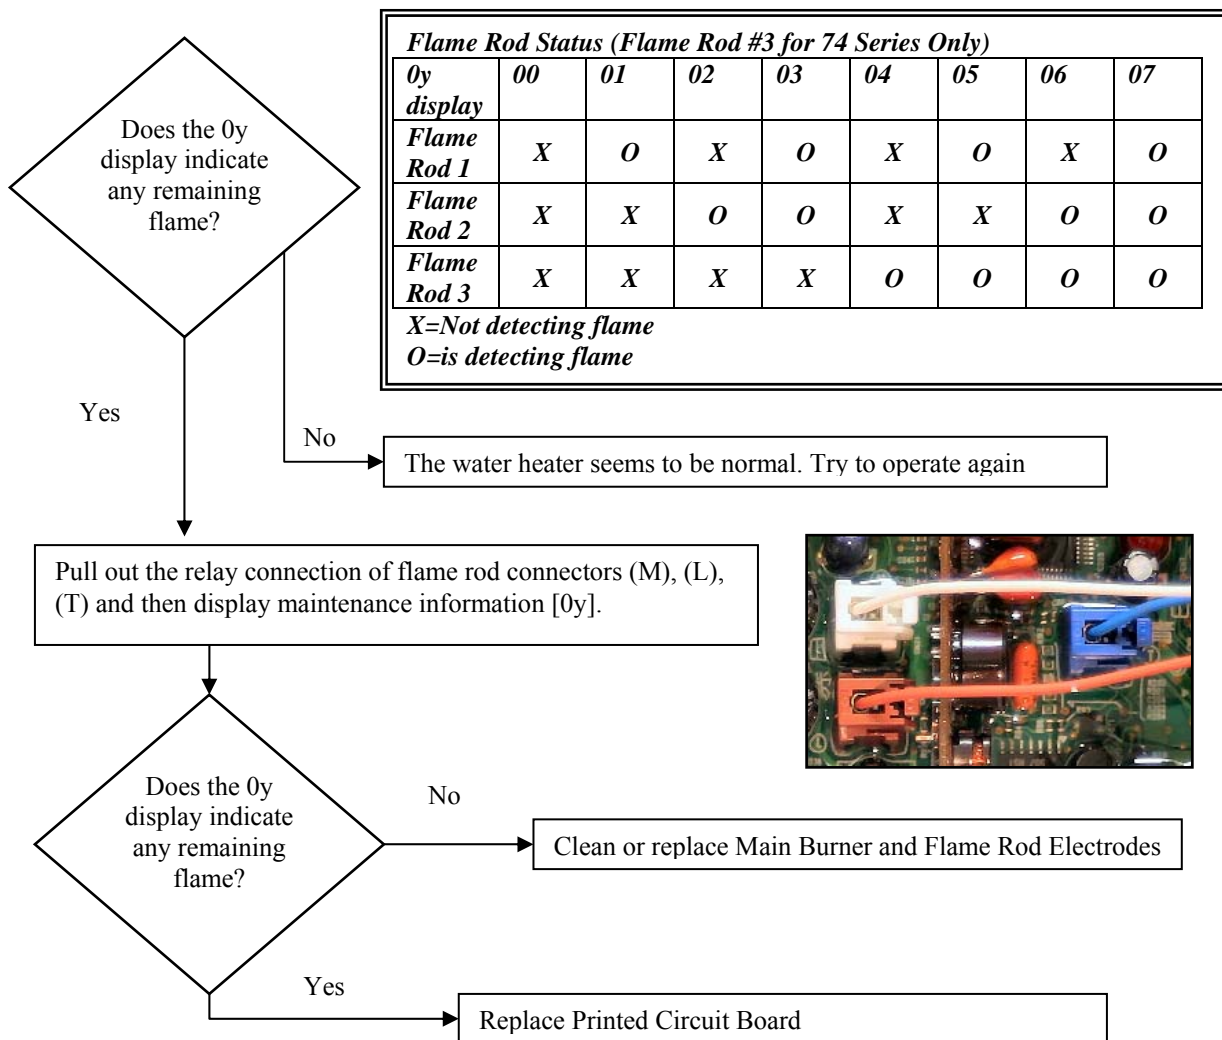 Flame Rod Status (Flame Rod #3 for 74 Series Only)
0y display 00 01 02 03 04 05 06 07
Flame Rod 1 X O X O X O X O
Flame Rod 2 X X O O X X O O
Flame Rod 3 X X X X O O O O
X=Not detecting flame
O=is detecting flame
Does the 0y
display indicate
any remaining
flame?
Yes
No
The water heater seems to be normal. Try to operate again
Pull out the relay connection of flame rod connectors (M), (L),
(T) and then display maintenance information [0y].
Does the 0y
display indicate
any remaining
flame?
No
Clean or replace Main Burner and Flame Rod Electrodes
Yes
Replace Printed Circuit Board